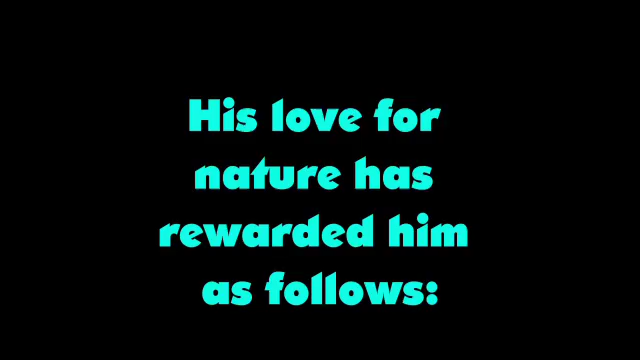 His love for
nature has
rewarded him
as follows: